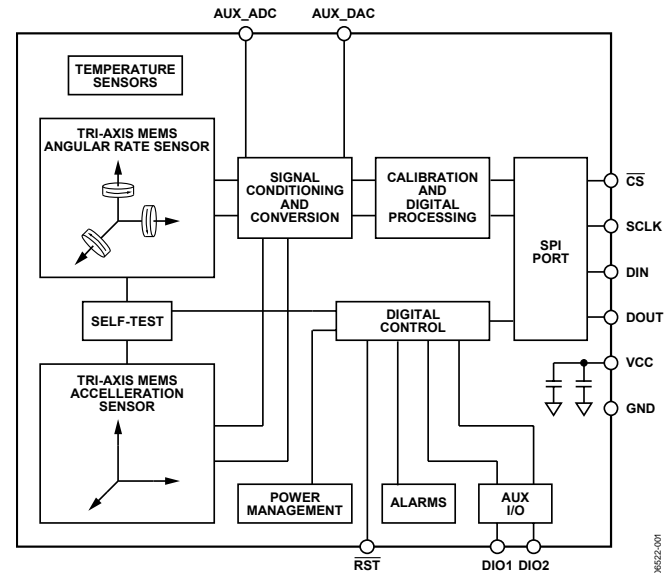 AUX_ADC
AUX_DAC
TEMPERATURE
SENSORS
TRI-AXIS MEMS
ANGULAR RATE SENSOR
SIGNAL
CONDITIONING
AND
CONVERSION
CALIBRATION
AND
DIGITAL
PROCESSING
SPI
PORT
CS
SCLK
DIN
DOUT
VCC
GND
SELF-TEST
DIGITAL
CONTROL
TRI-AXIS MEMS
ACCELLERATION
SENSOR
POWER
MANAGEMENT
ALARMS
AUX
I/O
RST
DIO1
DIO2
06522-001